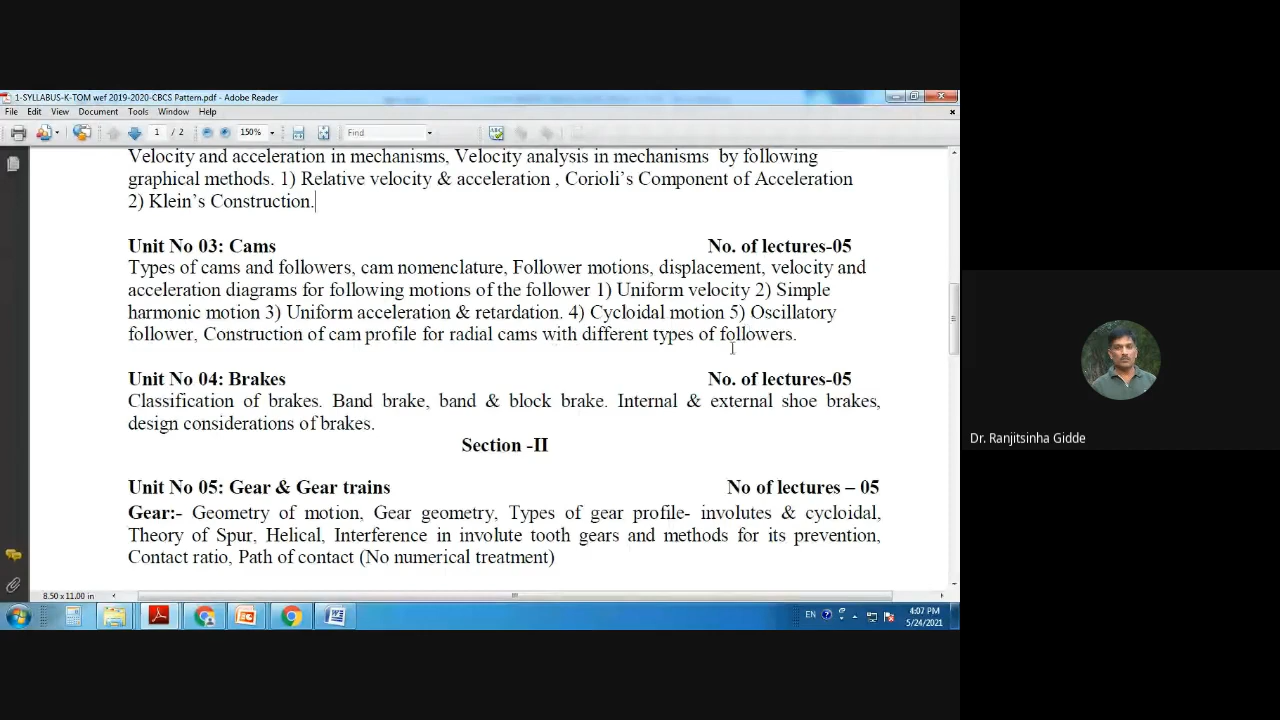 1-SYLLABUS-K-TOM wef 2019-2020-CBCS Pattern.pdf - Adobe Reader
File Edit View Document Tools Window Help
1 / 2 150% Find
Velocity and acceleration in mechanisms, Velocity analysis in mechanisms by following
graphical methods. 1) Relative velocity & acceleration , Corioli’s Component of Acceleration
2) Klein’s Construction.
Unit No 03: Cams No. of lectures-05
Types of cams and followers, cam nomenclature, Follower motions, displacement, velocity and
acceleration diagrams for following motions of the follower 1) Uniform velocity 2) Simple
harmonic motion 3) Uniform acceleration & retardation. 4) Cycloidal motion 5) Oscillatory
follower, Construction of cam profile for radial cams with different types of followers.
Unit No 04: Brakes No. of lectures-05
Classification of brakes. Band brake, band & block brake. Internal & external shoe brakes,
design considerations of brakes.
Section -II
Unit No 05: Gear & Gear trains No of lectures – 05
Gear:- Geometry of motion, Gear geometry, Types of gear profile- involutes & cycloidal,
Theory of Spur, Helical, Interference in involute tooth gears and methods for its prevention,
Contact ratio, Path of contact (No numerical treatment)
8.50 x 11.00 in
EN 4:07 PM
5/24/2021
Dr. Ranjitsinha Gidde